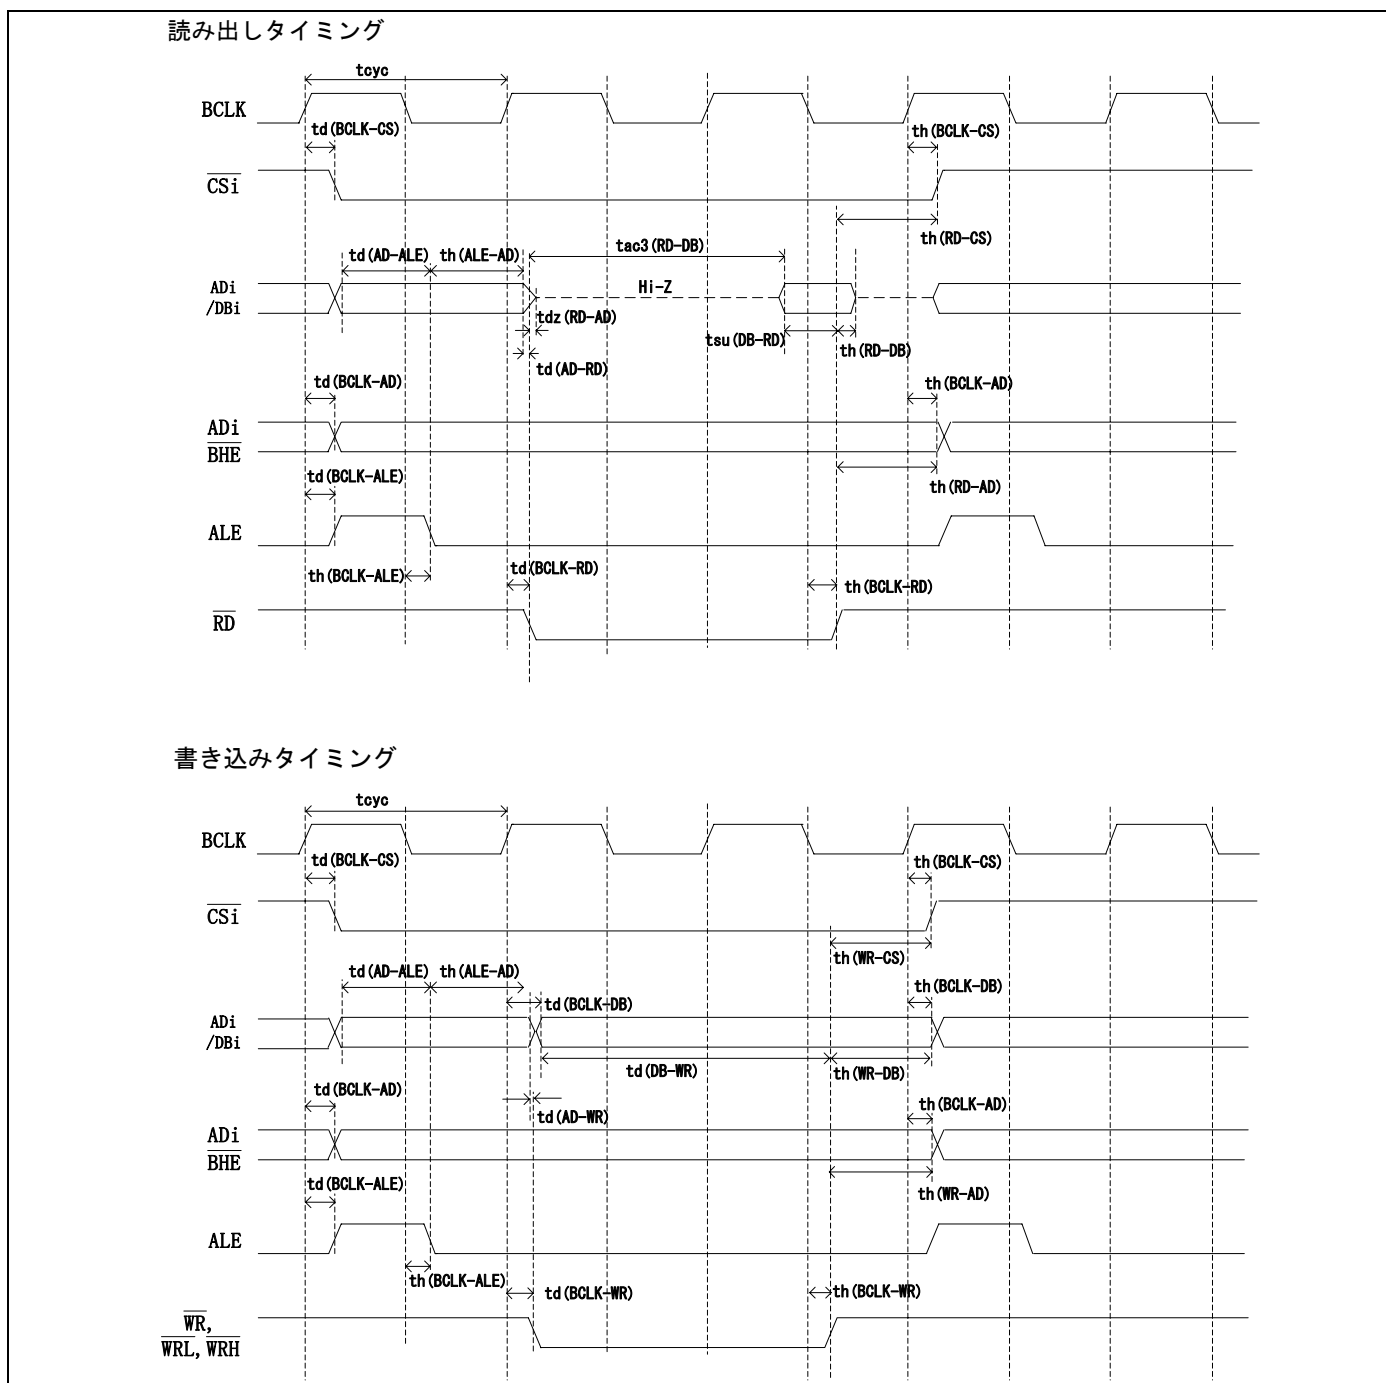 読み出しタイミング
tcyc
BCLK
td(BCLK-CS)
th(BCLK-CS)
CSi
th(RD-CS)
tac3(RD-DB)
td(AD-ALE)
th(ALE-AD)
ADi
/DBi
Hi-Z
tdz(RD-AD)
tsu(DB-RD)
th(RD-DB)
td(AD-RD)
td(BCLK-AD)
th(BCLK-AD)
ADi
BHE
td(BCLK-ALE)
th(RD-AD)
ALE
th(BCLK-ALE)
td(BCLK-RD)
th(BCLK-RD)
RD
書き込みタイミング
tcyc
BCLK
td(BCLK-CS)
th(BCLK-CS)
CSi
th(WR-CS)
td(AD-ALE)
th(ALE-AD)
th(BCLK-DB)
td(BCLK-DB)
ADi
/DBi
td(DB-WR)
th(WR-DB)
td(BCLK-AD)
th(BCLK-AD)
td(AD-WR)
ADi
BHE
td(BCLK-ALE)
th(WR-AD)
ALE
th(BCLK-ALE)
td(BCLK-WR)
th(BCLK-WR)
WR,
WRL, WRH